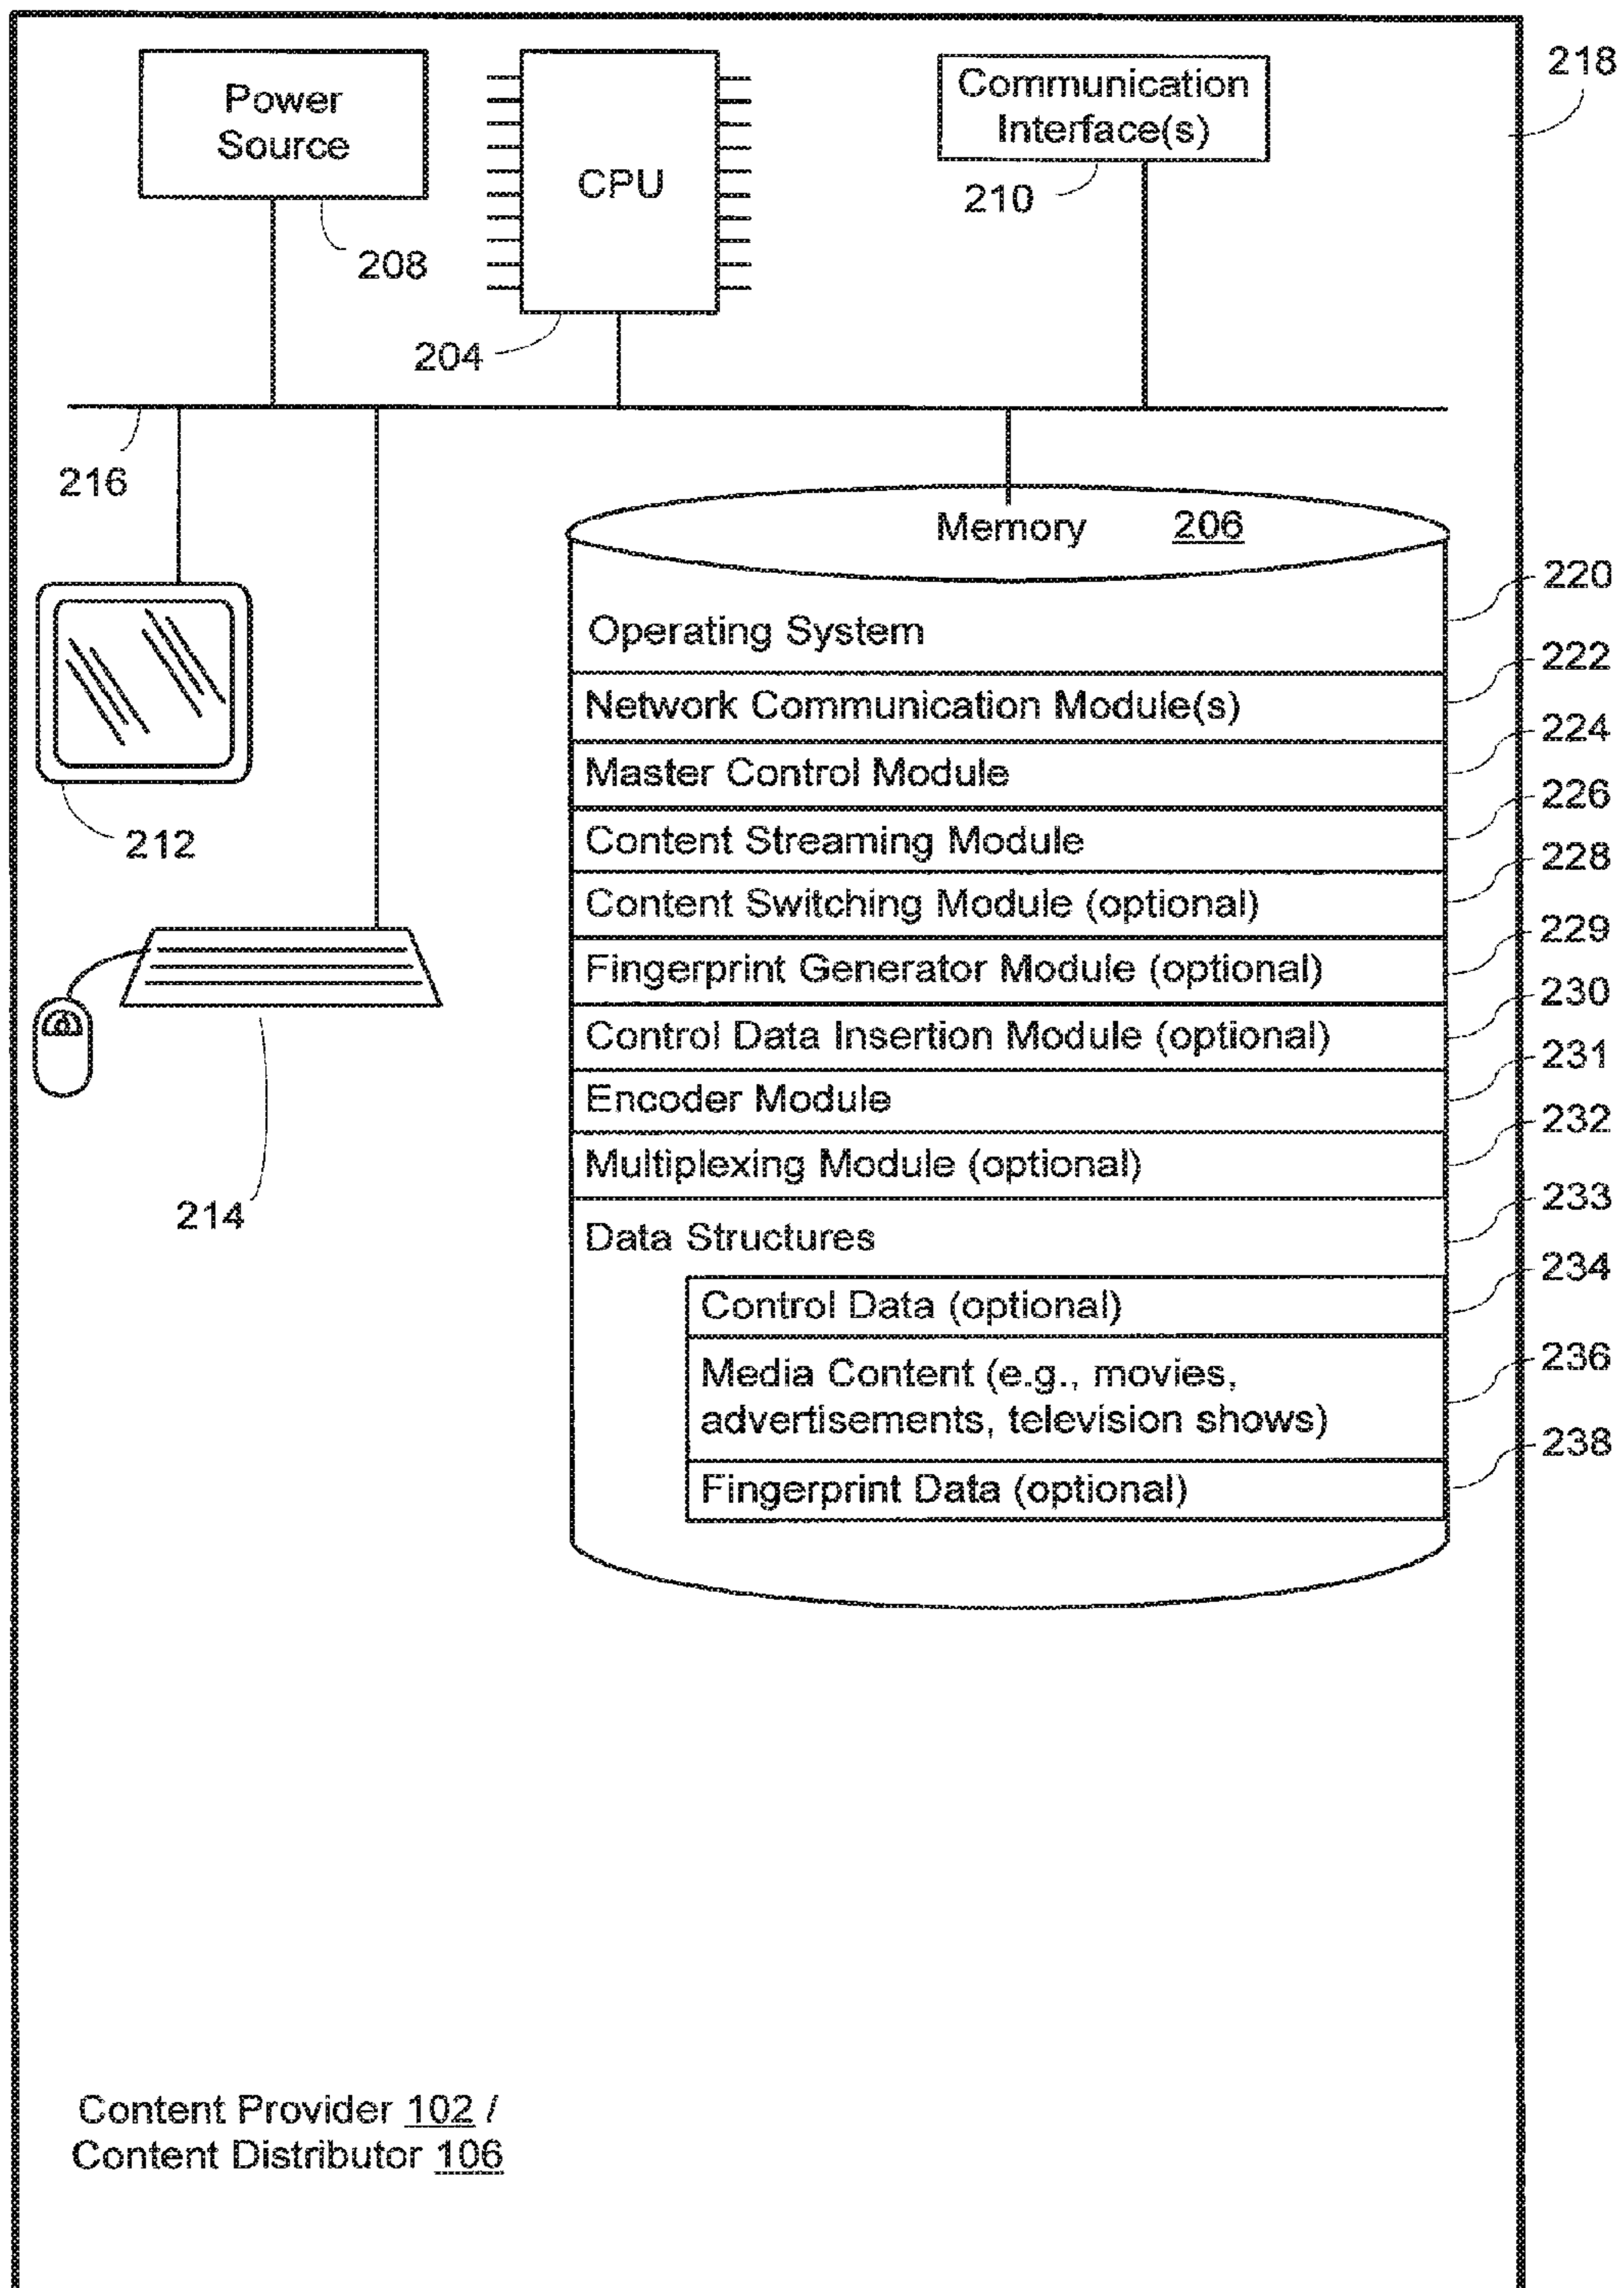 Power
Source
208
CPU
204
Communication
Interface(s)
210
218
216
212
214
Memory 206
Operating System 220
Network Communication Module(s) 222
Master Control Module 224
Content Streaming Module 226
Content Switching Module (optional) 228
Fingerprint Generator Module (optional) 229
Control Data Insertion Module (optional) 230
Encoder Module 231
Multiplexing Module (optional) 232
Data Structures 233
Control Data (optional) 234
Media Content (e.g., movies,
advertisements, television shows) 236
Fingerprint Data (optional) 238
Content Provider 102 /
Content Distributor 106